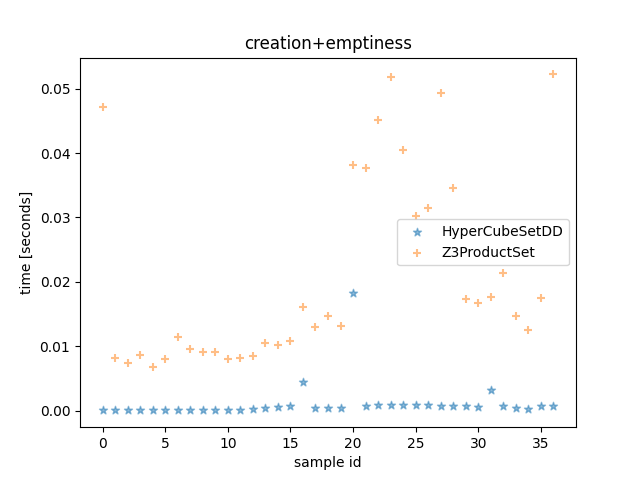 creation+emptiness
time [seconds]
0.05
0.04
0.03
0.02
0.01
0.00
HyperCubeSetDD
Z3ProductSet
0 5 10 15 20 25 30 35
sample id